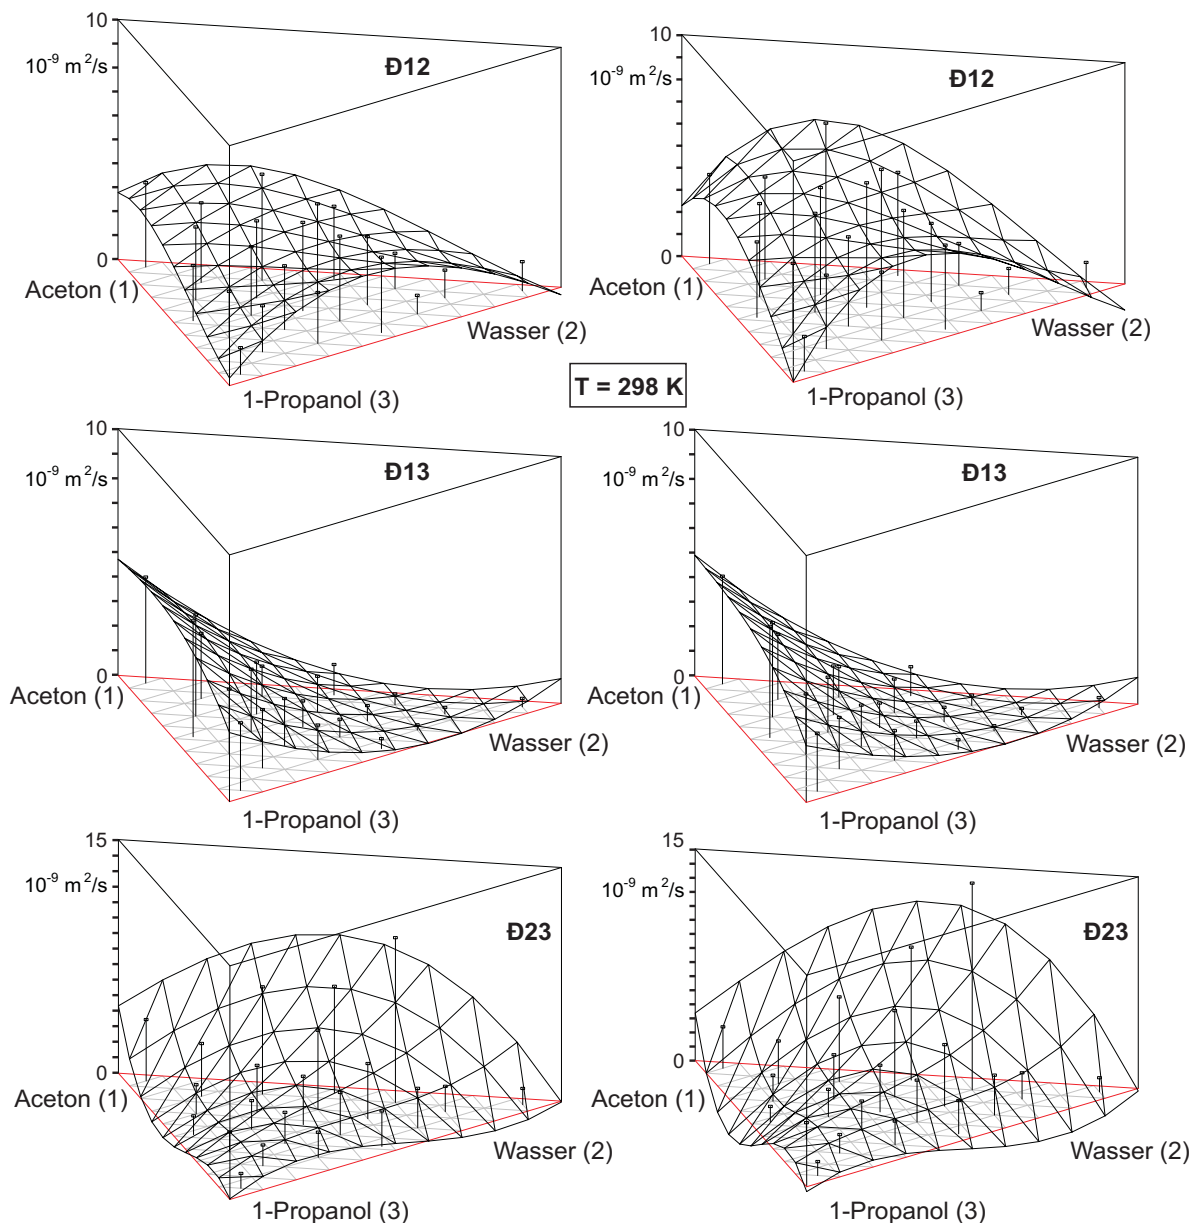 10
10⁻⁹ m²/s
Đ12
0
Aceton (1)
Wasser (2)
1-Propanol (3)
10
10⁻⁹ m²/s
Đ12
0
Aceton (1)
Wasser (2)
1-Propanol (3)
T = 298 K
10
10⁻⁹ m²/s
Đ13
0
Aceton (1)
Wasser (2)
1-Propanol (3)
10
10⁻⁹ m²/s
Đ13
0
Aceton (1)
Wasser (2)
1-Propanol (3)
15
10⁻⁹ m²/s
Đ23
0
Aceton (1)
Wasser (2)
1-Propanol (3)
15
10⁻⁹ m²/s
Đ23
0
Aceton (1)
Wasser (2)
1-Propanol (3)